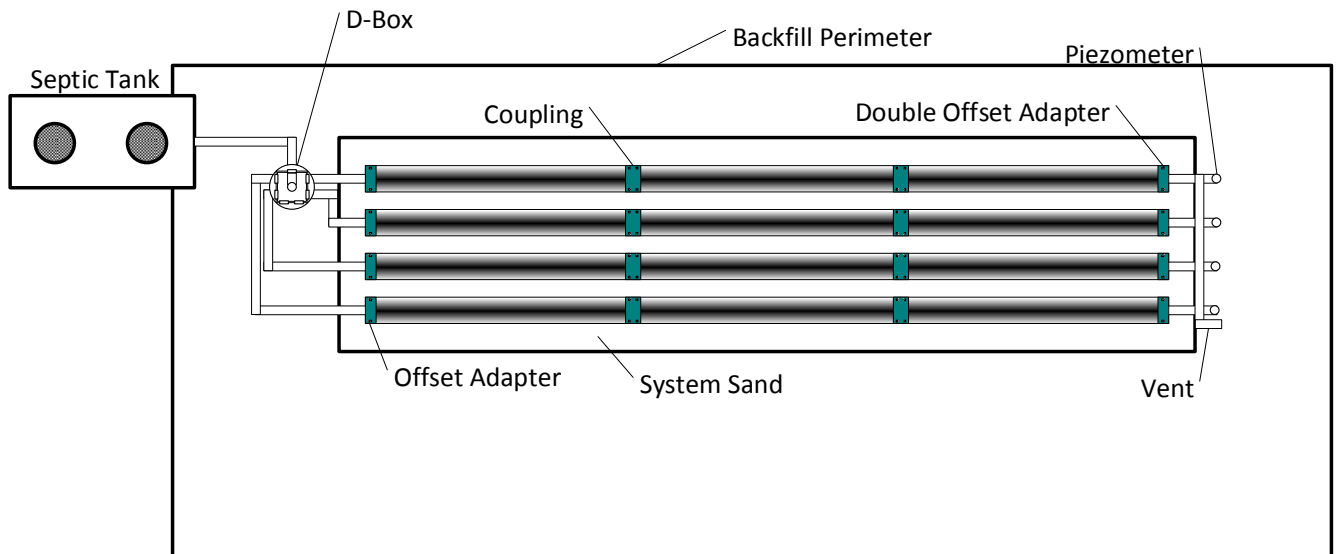 D-Box
Backfill Perimeter
Piezometer
Septic Tank
Coupling
Double Offset Adapter
Offset Adapter
System Sand
Vent